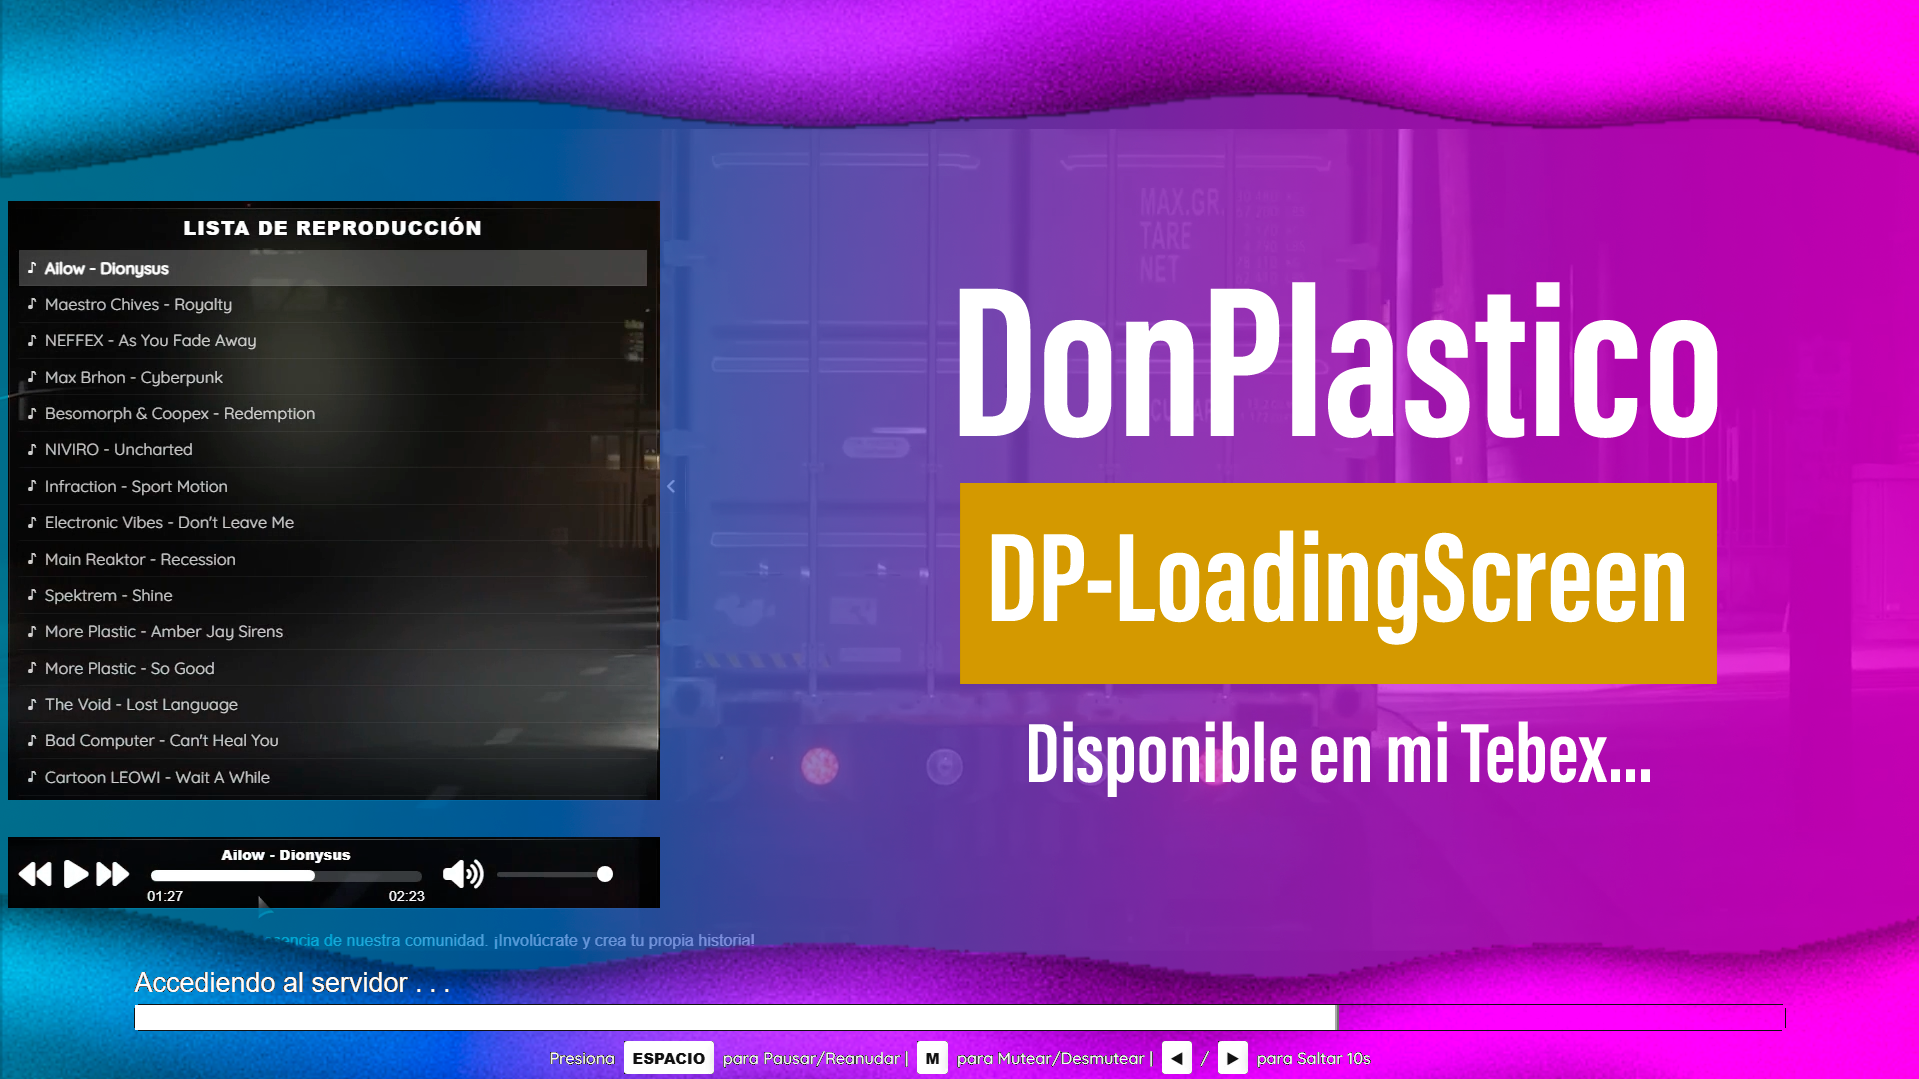 LISTA DE REPRODUCCIÓN
Ailow - Dionysus
Maestro Chives - Royalty
NEFFEX - As You Fade Away
Max Brhon - Cyberpunk
Besomorph & Coopex - Redemption
NIVIRO - Uncharted
Infraction - Sport Motion
Electronic Vibes - Don't Leave Me
Main Reaktor - Recession
Spektrem - Shine
More Plastic - Amber Jay Sirens
More Plastic - So Good
The Void - Lost Language
Bad Computer - Can't Heal You
Cartoon LEOWI - Wait A While
MAX.GR.
TARE
NET
DonPlastico
DP-LoadingScreen
Disponible en mi Tebex...
Ailow - Dionysus
01:27 02:23
de nuestra comunidad. ¡Involúcrate y crea tu propia historia!
Accediendo al servidor . . .
Presiona ESPACIO para Pausar/Reanudar | M para Mutear/Desmutear | ◀ / ▶ para Saltar 10s